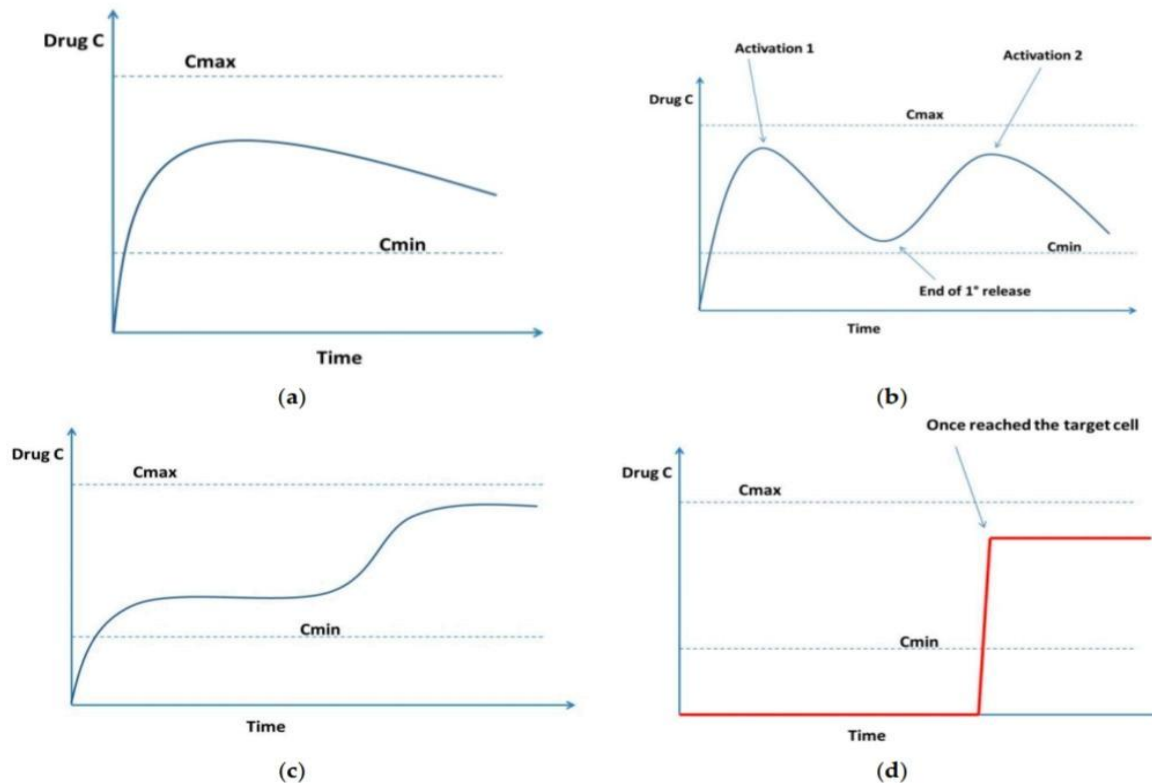 Drug C
Cmax
Cmin
Time
(a)
Activation 1
Activation 2
Drug C
Cmax
Cmin
End of 1° release
Time
(b)
Drug C
Cmax
Cmin
Time
(c)
Once reached the target cell
Drug C
Cmax
Cmin
Time
(d)